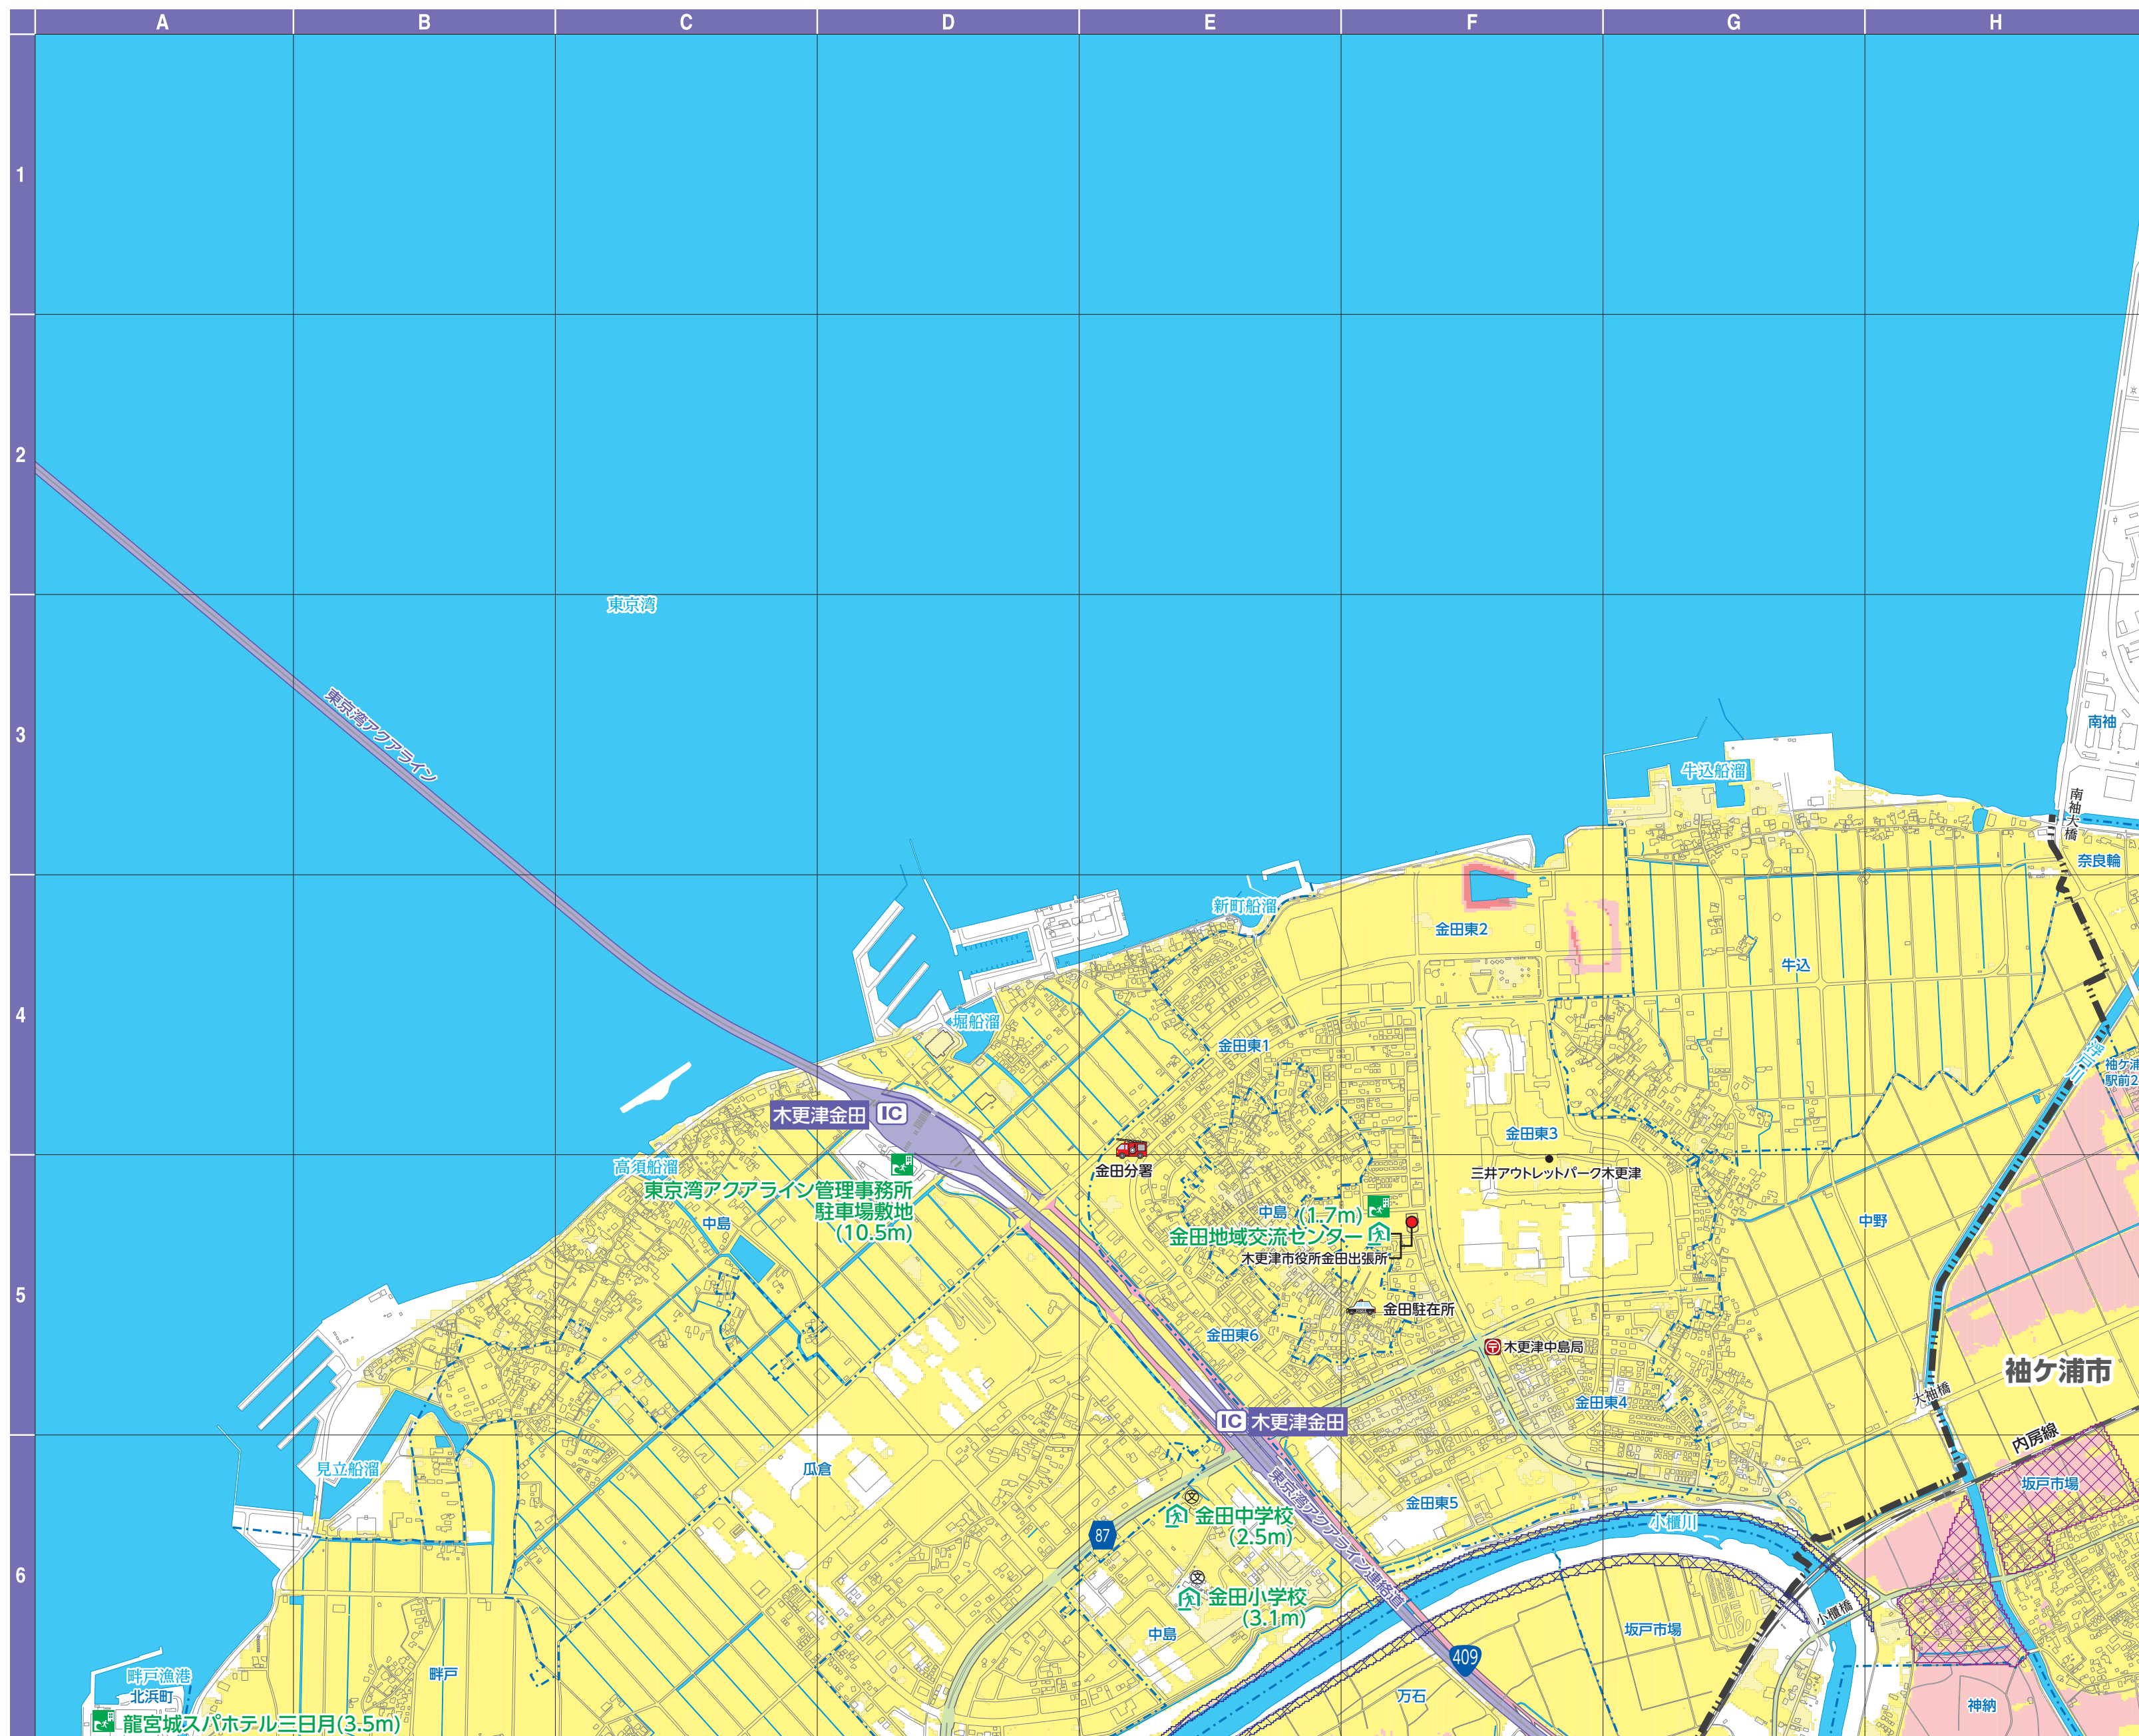 A B C D E F G H
1
2
東京湾
3
東京湾アクアライン
南袖
牛込船溜
南袖大橋
奈良輪
新町船溜
金田東2
牛込
4
堀船溜
金田東1
浮戸川
袖ケ浦
駅前2
木更津金田 IC
金田東3
金田分署
三井アウトレットパーク木更津
高須船溜
東京湾アクアライン管理事務所
駐車場敷地
(10.5m)
中島
中島
(1.7m)
金田地域交流センター
木更津市役所金田出張所
中野
5
金田駐在所
金田東6
木更津中島局
袖ケ浦市
大袖橋
金田東4
IC 木更津金田
内房線
見立船溜
瓜倉
坂戸市場
東京湾アクアライン連絡道
金田東5
小櫃川
87
金田中学校
(2.5m)
6
金田小学校
(3.1m)
小櫃橋
中島
坂戸市場
409
畔戸漁港
北浜町
畔戸
万石
神納
龍宮城スパホテル三日月(3.5m)